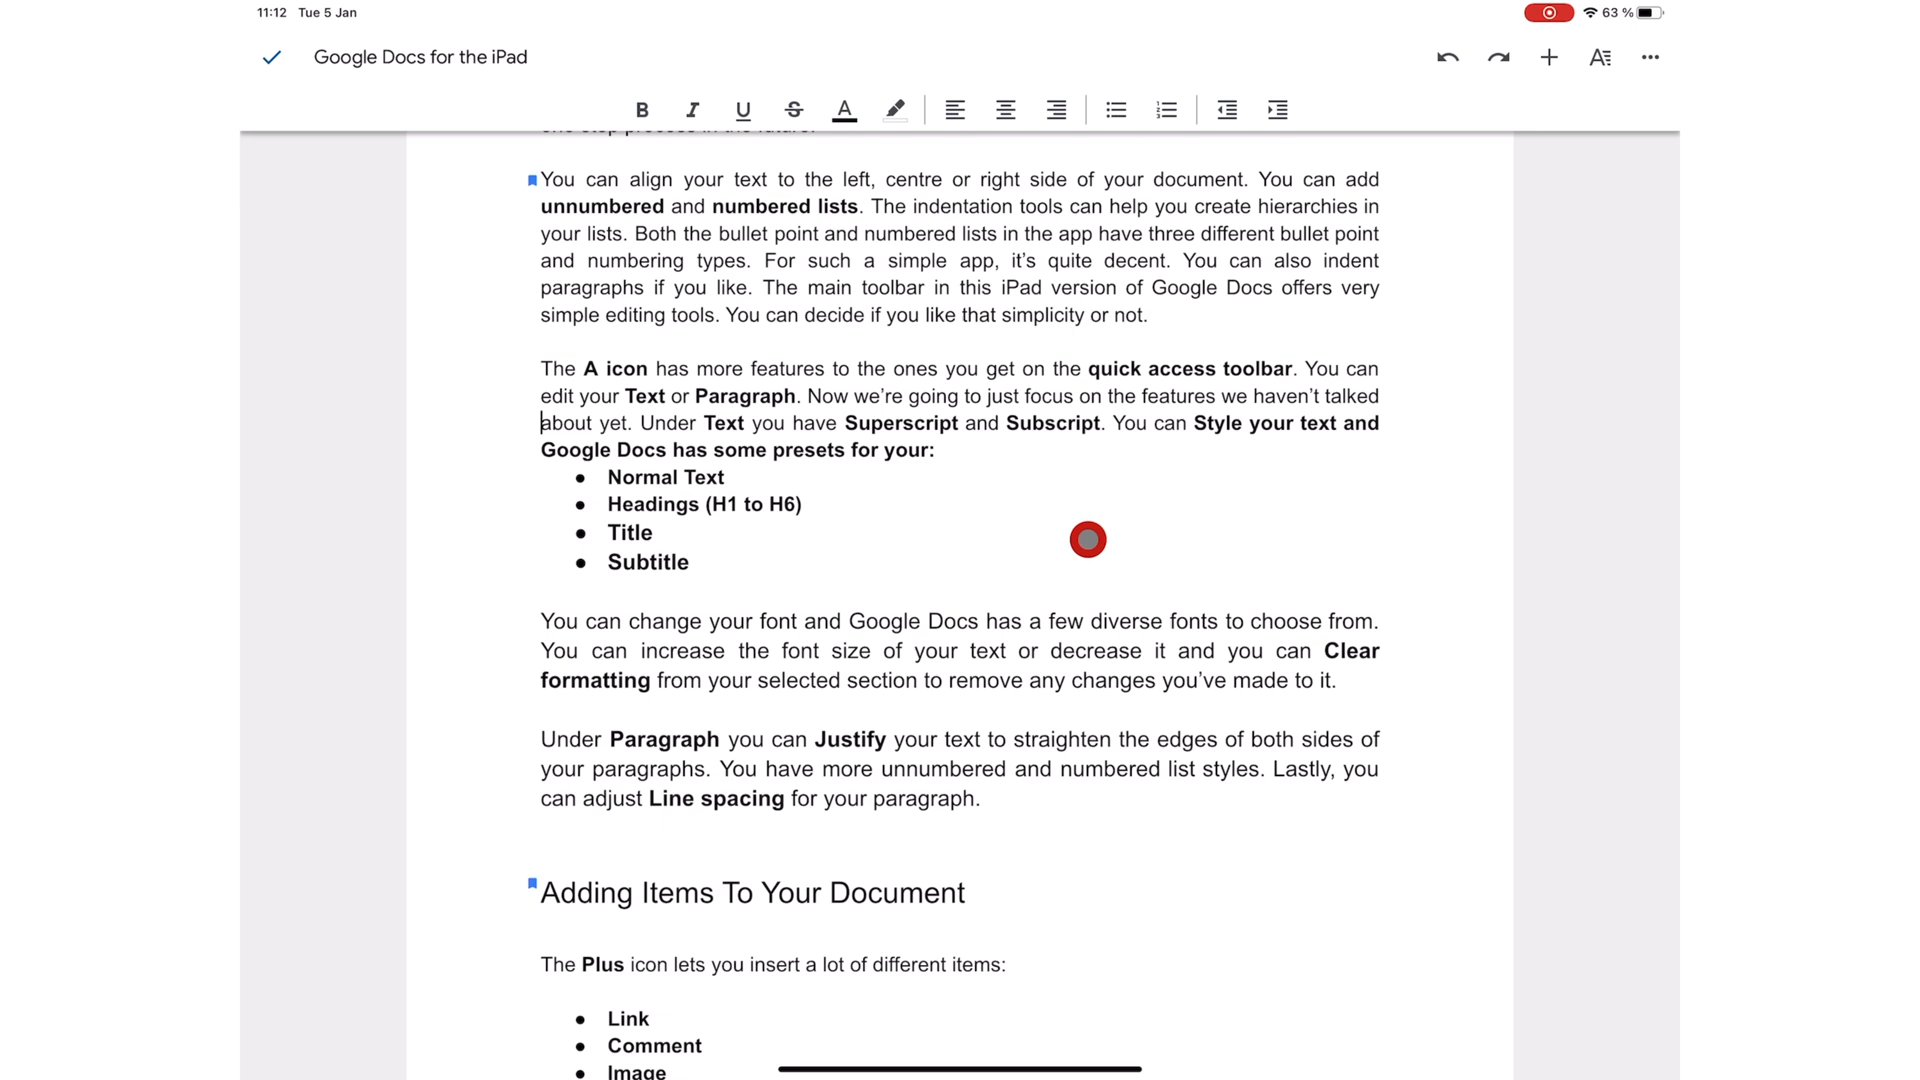 11:12 Tue 5 Jan
63 %
Google Docs for the iPad
B I U S A
one-stop process in the future.
You can align your text to the left, centre or right side of your document. You can add
unnumbered and numbered lists. The indentation tools can help you create hierarchies in
your lists. Both the bullet point and numbered lists in the app have three different bullet point
and numbering types. For such a simple app, it’s quite decent. You can also indent
paragraphs if you like. The main toolbar in this iPad version of Google Docs offers very
simple editing tools. You can decide if you like that simplicity or not.
The A icon has more features to the ones you get on the quick access toolbar. You can
edit your Text or Paragraph. Now we’re going to just focus on the features we haven’t talked
about yet. Under Text you have Superscript and Subscript. You can Style your text and
Google Docs has some presets for your:
● Normal Text
● Headings (H1 to H6)
● Title
● Subtitle
You can change your font and Google Docs has a few diverse fonts to choose from.
You can increase the font size of your text or decrease it and you can Clear
formatting from your selected section to remove any changes you’ve made to it.
Under Paragraph you can Justify your text to straighten the edges of both sides of
your paragraphs. You have more unnumbered and numbered list styles. Lastly, you
can adjust Line spacing for your paragraph.
Adding Items To Your Document
The Plus icon lets you insert a lot of different items:
● Link
● Comment
● Image